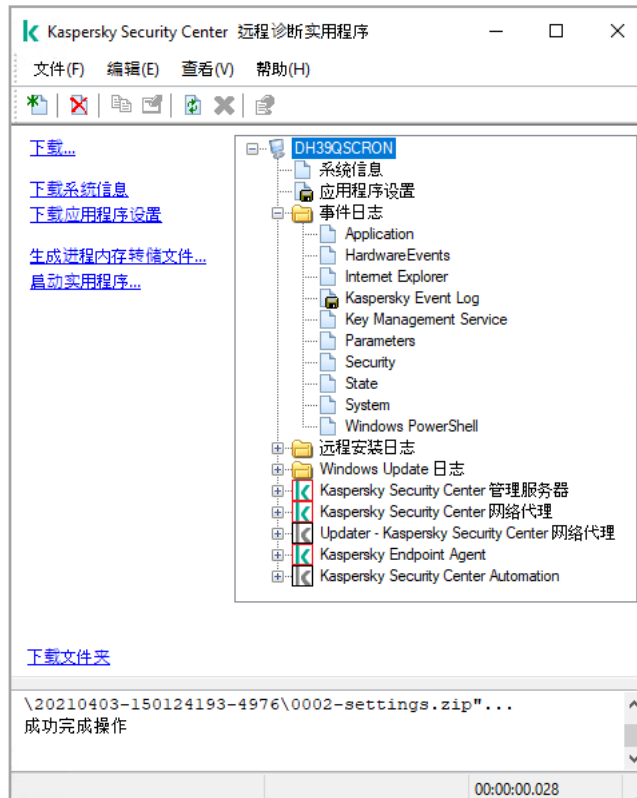 Kaspersky Security Center 远程诊断实用程序
文件(F) 编辑(E) 查看(V) 帮助(H)
下载...
下载系统信息
下载应用程序设置
生成进程内存转储文件...
启动实用程序...
DH39QSCRON
系统信息
应用程序设置
事件日志
Application
HardwareEvents
Internet Explorer
Kaspersky Event Log
Key Management Service
Parameters
Security
State
System
Windows PowerShell
远程安装日志
Windows Update 日志
Kaspersky Security Center 管理服务器
Kaspersky Security Center 网络代理
Updater - Kaspersky Security Center 网络代理
Kaspersky Endpoint Agent
Kaspersky Security Center Automation
下载文件夹
\20210403-150124193-4976\0002-settings.zip"...
成功完成操作
00:00:00.028